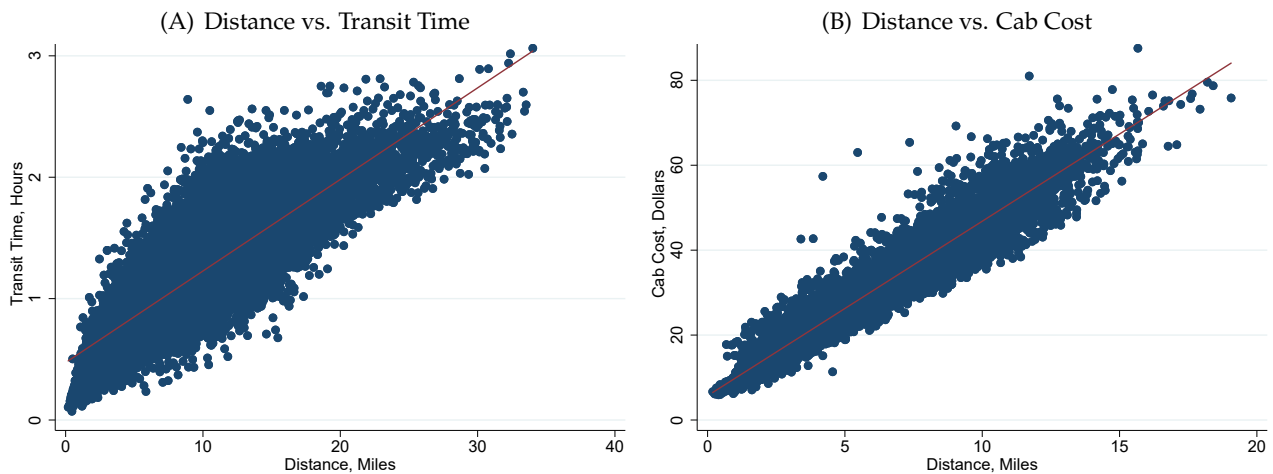 (A) Distance vs. Transit Time
Transit Time, Hours
3
2
1
0
0 10 20 30 40
Distance, Miles
(B) Distance vs. Cab Cost
Cab Cost, Dollars
80
60
40
20
0
0 5 10 15 20
Distance, Miles